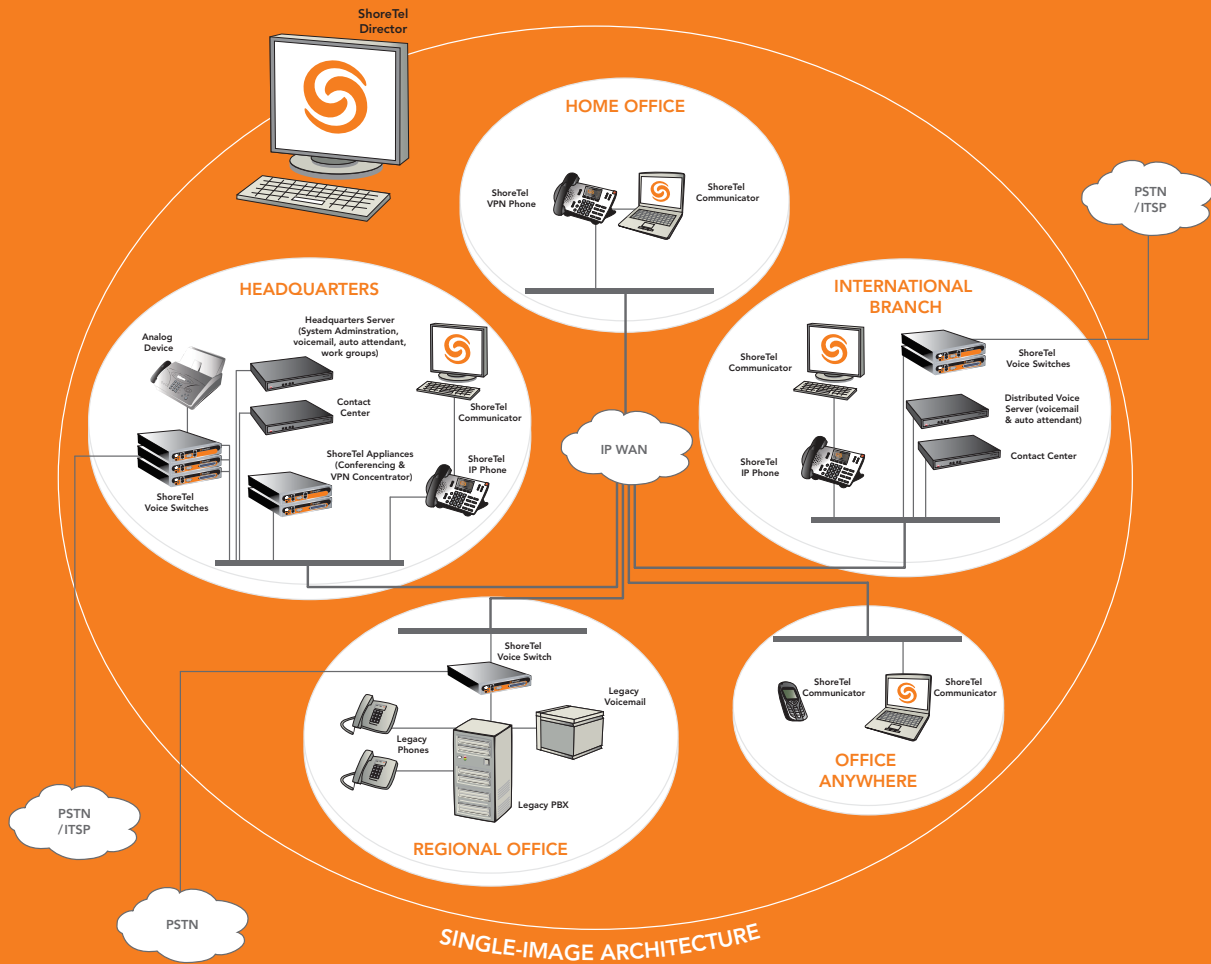 ShoreTel
Director
HOME OFFICE
ShoreTel
VPN Phone
ShoreTel
Communicator
PSTN
/ITSP
HEADQUARTERS
Analog
Device
Headquarters Server
(System Adminstration,
voicemail, auto attendant,
work groups)
Contact
Center
ShoreTel
Communicator
ShoreTel Appliances
(Conferencing &
VPN Concentrator)
ShoreTel
IP Phone
ShoreTel
Voice Switches
INTERNATIONAL
BRANCH
ShoreTel
Communicator
ShoreTel
Voice Switches
Distributed Voice
Server (voicemail
& auto attendant)
ShoreTel
IP Phone
Contact Center
IP WAN
ShoreTel
Voice Switch
Legacy
Voicemail
Legacy
Phones
Legacy PBX
REGIONAL OFFICE
ShoreTel
Communicator
ShoreTel
Communicator
OFFICE
ANYWHERE
PSTN
/ITSP
PSTN
SINGLE-IMAGE ARCHITECTURE